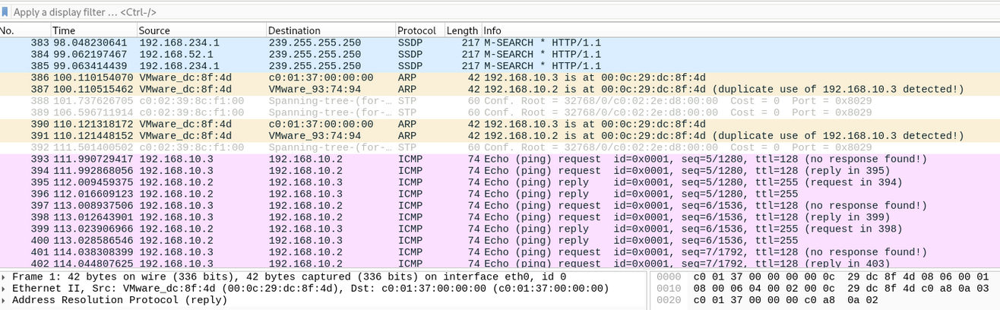 Apply a display filter … <Ctrl-/>
No. Time Source Destination Protocol Length Info
383 98.048230641 192.168.234.1 239.255.255.250 SSDP 217 M-SEARCH * HTTP/1.1
384 99.062197467 192.168.52.1 239.255.255.250 SSDP 217 M-SEARCH * HTTP/1.1
385 99.063414439 192.168.234.1 239.255.255.250 SSDP 217 M-SEARCH * HTTP/1.1
386 100.110154070 VMware_dc:8f:4d c0:01:37:00:00:00 ARP 42 192.168.10.3 is at 00:0c:29:dc:8f:4d
387 100.110515462 VMware_dc:8f:4d VMware_93:74:94 ARP 42 192.168.10.2 is at 00:0c:29:dc:8f:4d (duplicate use of 192.168.10.3 detected!)
388 101.737626705 c0:02:39:8c:f1:00 Spanning-tree-(for-… STP 60 Conf. Root = 32768/0/c0:02:2e:d8:00:00 Cost = 0 Port = 0x8029
389 106.596711914 c0:02:39:8c:f1:00 Spanning-tree-(for-… STP 60 Conf. Root = 32768/0/c0:02:2e:d8:00:00 Cost = 0 Port = 0x8029
390 110.121318172 VMware_dc:8f:4d c0:01:37:00:00:00 ARP 42 192.168.10.3 is at 00:0c:29:dc:8f:4d
391 110.121448152 VMware_dc:8f:4d VMware_93:74:94 ARP 42 192.168.10.2 is at 00:0c:29:dc:8f:4d (duplicate use of 192.168.10.3 detected!)
392 111.501400502 c0:02:39:8c:f1:00 Spanning-tree-(for-… STP 60 Conf. Root = 32768/0/c0:02:2e:d8:00:00 Cost = 0 Port = 0x8029
393 111.990729417 192.168.10.3 192.168.10.2 ICMP 74 Echo (ping) request id=0x0001, seq=5/1280, ttl=128 (no response found!)
394 111.992868056 192.168.10.3 192.168.10.2 ICMP 74 Echo (ping) request id=0x0001, seq=5/1280, ttl=128 (reply in 395)
395 112.009459375 192.168.10.2 192.168.10.3 ICMP 74 Echo (ping) reply id=0x0001, seq=5/1280, ttl=255 (request in 394)
396 112.016609123 192.168.10.2 192.168.10.3 ICMP 74 Echo (ping) reply id=0x0001, seq=5/1280, ttl=255
397 113.008937506 192.168.10.3 192.168.10.2 ICMP 74 Echo (ping) request id=0x0001, seq=6/1536, ttl=128 (no response found!)
398 113.012643901 192.168.10.3 192.168.10.2 ICMP 74 Echo (ping) request id=0x0001, seq=6/1536, ttl=128 (reply in 399)
399 113.023906966 192.168.10.2 192.168.10.3 ICMP 74 Echo (ping) reply id=0x0001, seq=6/1536, ttl=255 (request in 398)
400 113.028586546 192.168.10.2 192.168.10.3 ICMP 74 Echo (ping) reply id=0x0001, seq=6/1536, ttl=255
401 114.038308399 192.168.10.3 192.168.10.2 ICMP 74 Echo (ping) request id=0x0001, seq=7/1792, ttl=128 (no response found!)
402 114.044807625 192.168.10.3 192.168.10.2 ICMP 74 Echo (ping) request id=0x0001, seq=7/1792, ttl=128 (reply in 403)
Frame 1: 42 bytes on wire (336 bits), 42 bytes captured (336 bits) on interface eth0, id 0
Ethernet II, Src: VMware_dc:8f:4d (00:0c:29:dc:8f:4d), Dst: c0:01:37:00:00:00 (c0:01:37:00:00:00)
Address Resolution Protocol (reply)
0000 c0 01 37 00 00 00 00 0c 29 dc 8f 4d 08 06 00 01
0010 08 00 06 04 00 02 00 0c 29 dc 8f 4d c0 a8 0a 03
0020 c0 01 37 00 00 00 c0 a8 0a 02